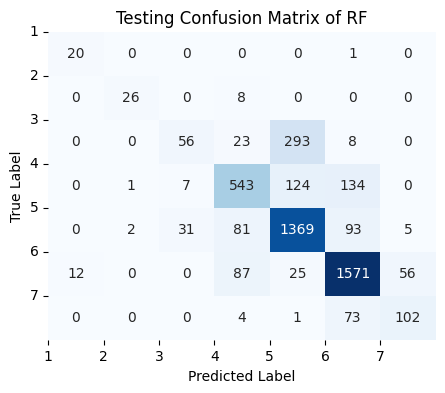 Testing Confusion Matrix of RF
1
20 0 0 0 0 1 0
2
0 26 0 8 0 0 0
3
0 0 56 23 293 8 0
4
0 1 7 543 124 134 0
5
0 2 31 81 1369 93 5
6
12 0 0 87 25 1571 56
7
0 0 0 4 1 73 102
1 2 3 4 5 6 7
True Label
Predicted Label